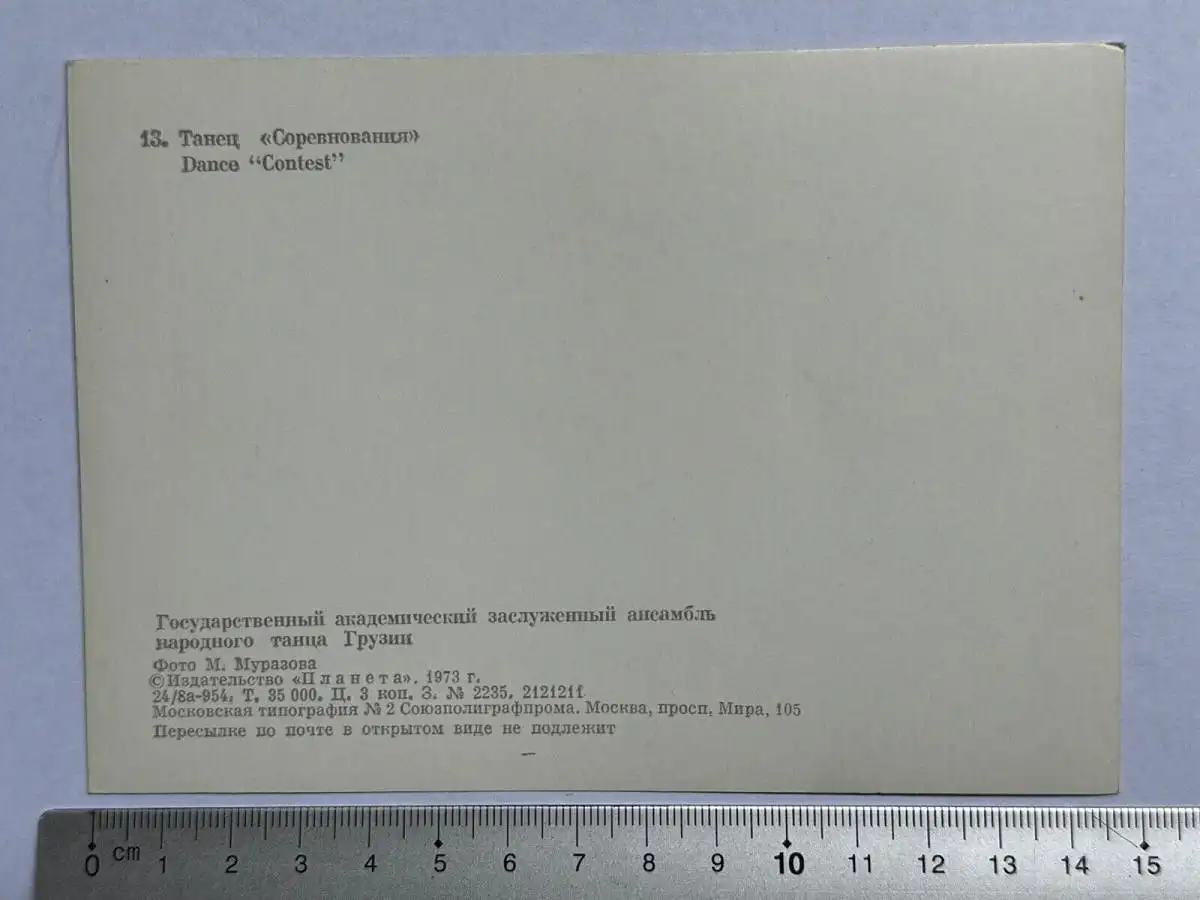 13. Танец «Соревнования»
Dance “Contest”
Государственный академический заслуженный ансамбль
народного танца Грузии
Фото М. Муразова
©Издательство «Планета». 1973 г.
24/8а-954. Т. 35 000. Ц. 3 коп. З. № 2235. 2121211
Московская типография № 2 Союзполиграфпрома. Москва, просп. Мира, 105
Пересылке по почте в открытом виде не подлежит
0 cm 1 2 3 4 5 6 7 8 9 10 11 12 13 14 15